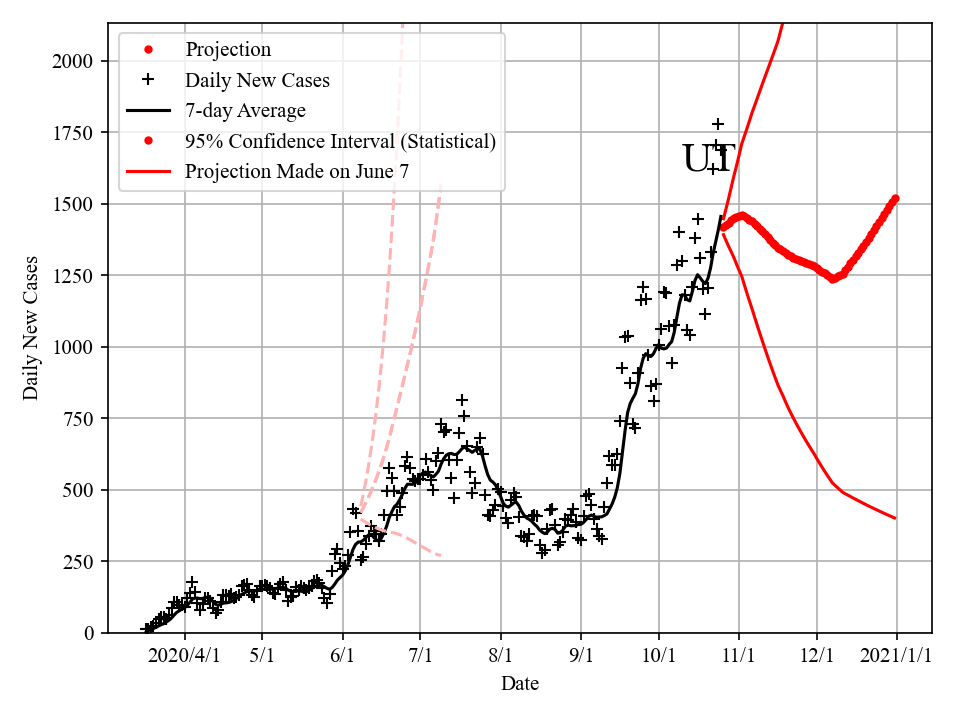 2000
1750
1500
1250
1000
750
500
250
0
Daily New Cases
Projection
Daily New Cases
7-day Average
95% Confidence Interval (Statistical)
Projection Made on June 7
UT
2020/4/1 5/1 6/1 7/1 8/1 9/1 10/1 11/1 12/1 2021/1/1
Date